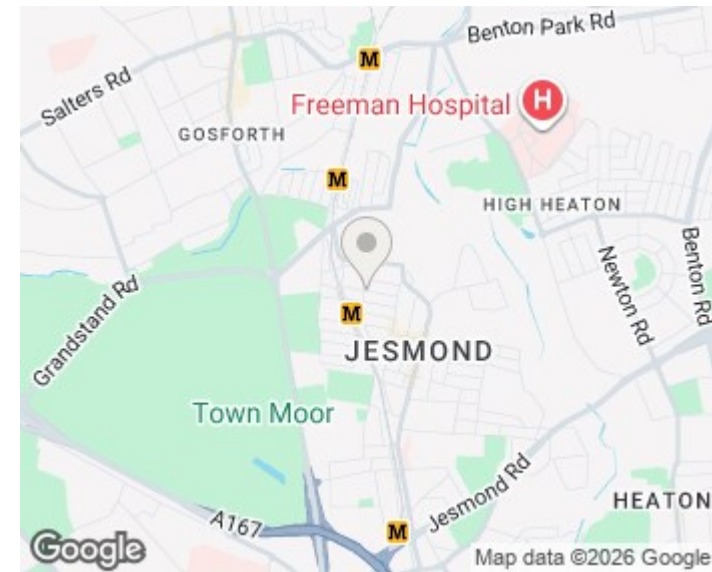 Benton Park Rd
M
Salters Rd
Freeman Hospital H
GOSFORTH
M
HIGH HEATON
Benton Rd
Newton Rd
Grandstand Rd
M
JESMOND
Town Moor
Jesmond Rd
HEATON
A167
M
Google
Map data ©2026 Google